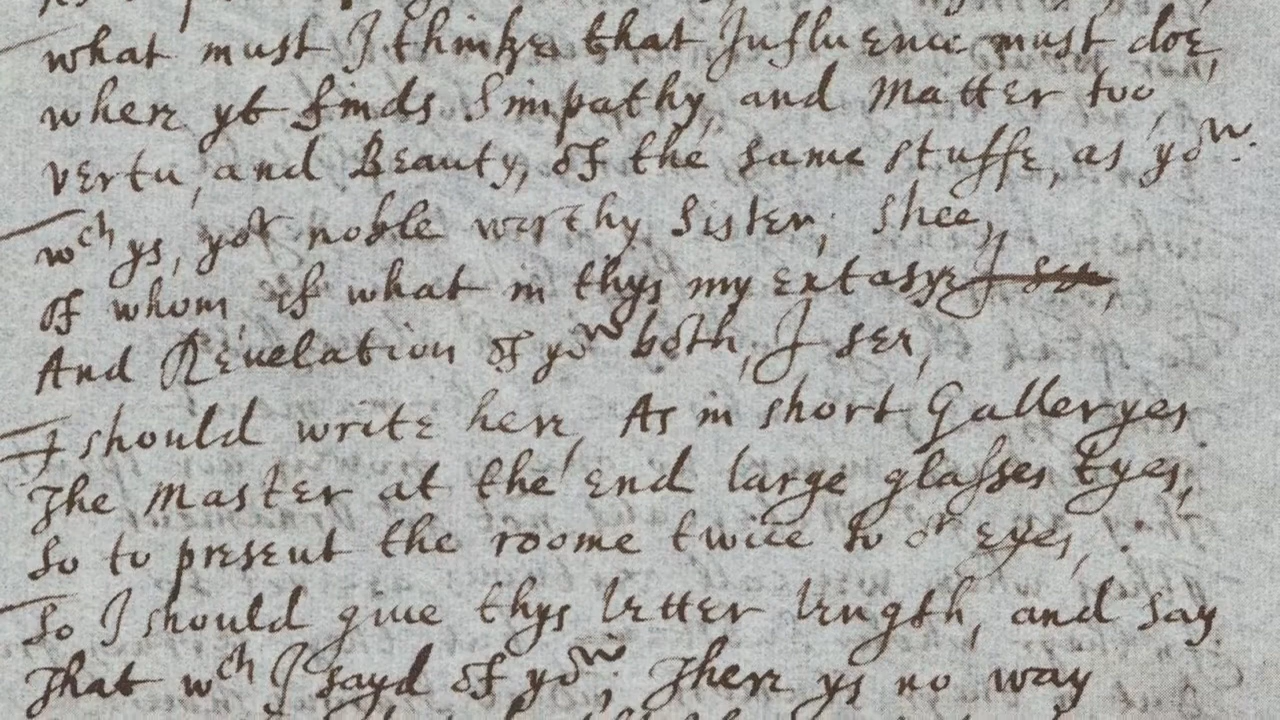 what must I thinke that Influence must doe,
where yt finds Simpathy, and Matter too,
vertu, and Beauty, of the same stuffe, as yow.
wch ys, yor noble worthy Sister; Shee,
Of whom, if what in thys my extasye I see,
And Revelation of yow both, I see,
I should write here, As in short Galleryes
The Master at the end large glasses tyes,
So to present the roome twice to or eyes,
So I should giue thys letter length, and say
That wch I sayd of yow; There ys no way